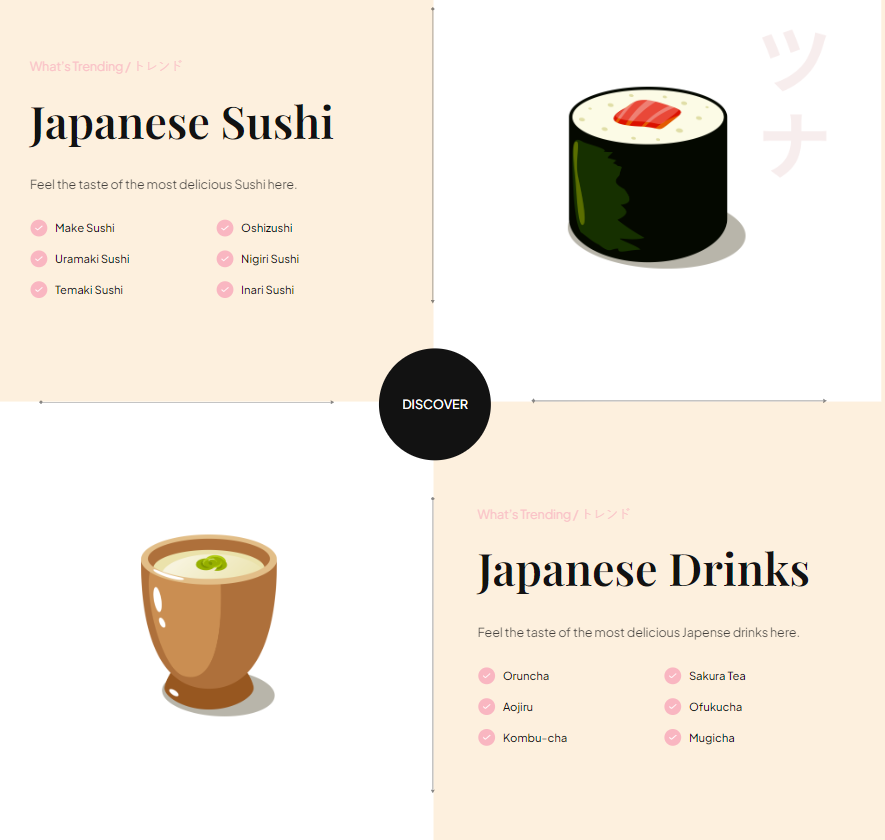 What's Trending / トレンド
Japanese Sushi
Feel the taste of the most delicious Sushi here.
Make Sushi
Oshizushi
Uramaki Sushi
Nigiri Sushi
Temaki Sushi
Inari Sushi
ツナ
DISCOVER
What's Trending / トレンド
Japanese Drinks
Feel the taste of the most delicious Japense drinks here.
Oruncha
Sakura Tea
Aojiru
Ofukucha
Kombu-cha
Mugicha